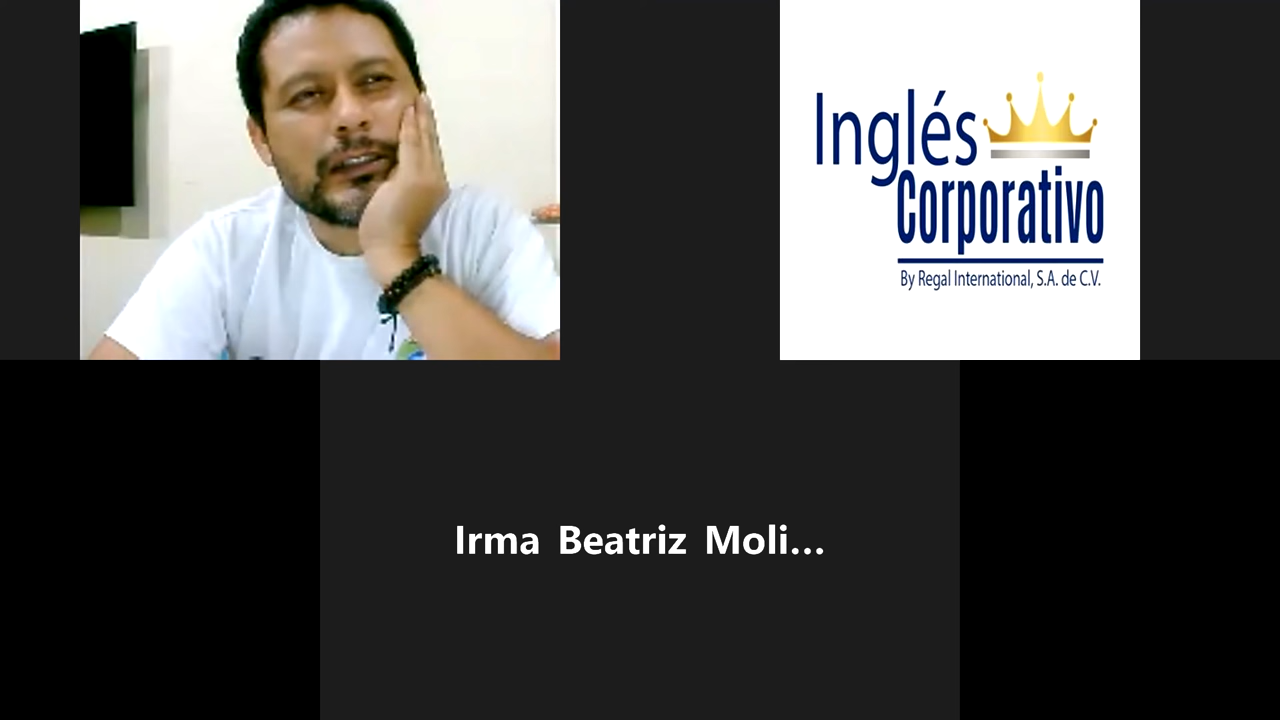 Inglés
Corporativo
By Regal International, S.A. de C.V.
Irma Beatriz Moli...